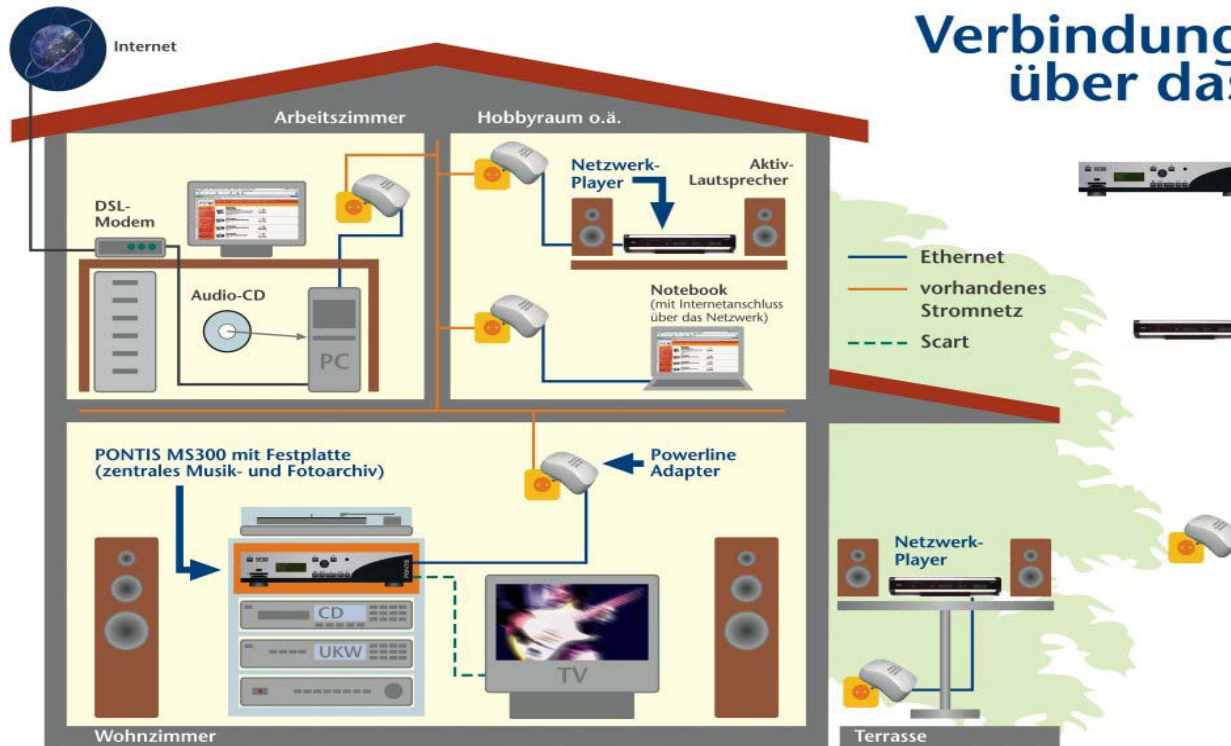 Internet
Verbindung
über das
Arbeitszimmer
Hobbyraum o.ä.
Netzwerk-
Player
Aktiv-
Lautsprecher
DSL-
Modem
Audio-CD
PC
Notebook
(mit Internetanschluss
über das Netzwerk)
Ethernet
vorhandenes
Stromnetz
Scart
PONTIS MS300 mit Festplatte
(zentrales Musik- und Fotoarchiv)
Powerline
Adapter
PONTIS
CD
UKW
TV
Netzwerk-
Player
Wohnzimmer
Terrasse